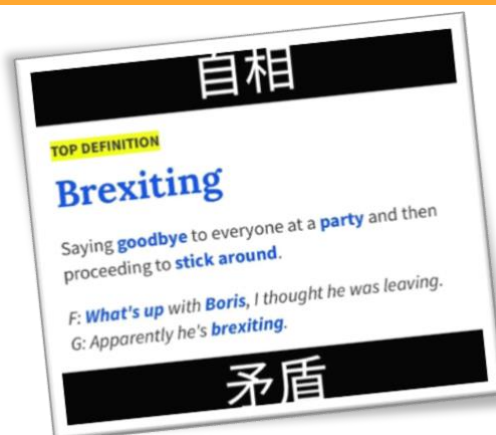 自相
TOP DEFINITION
Brexiting
Saying goodbye to everyone at a party and then
proceeding to stick around.
F: What's up with Boris, I thought he was leaving.
G: Apparently he's brexiting.
矛盾